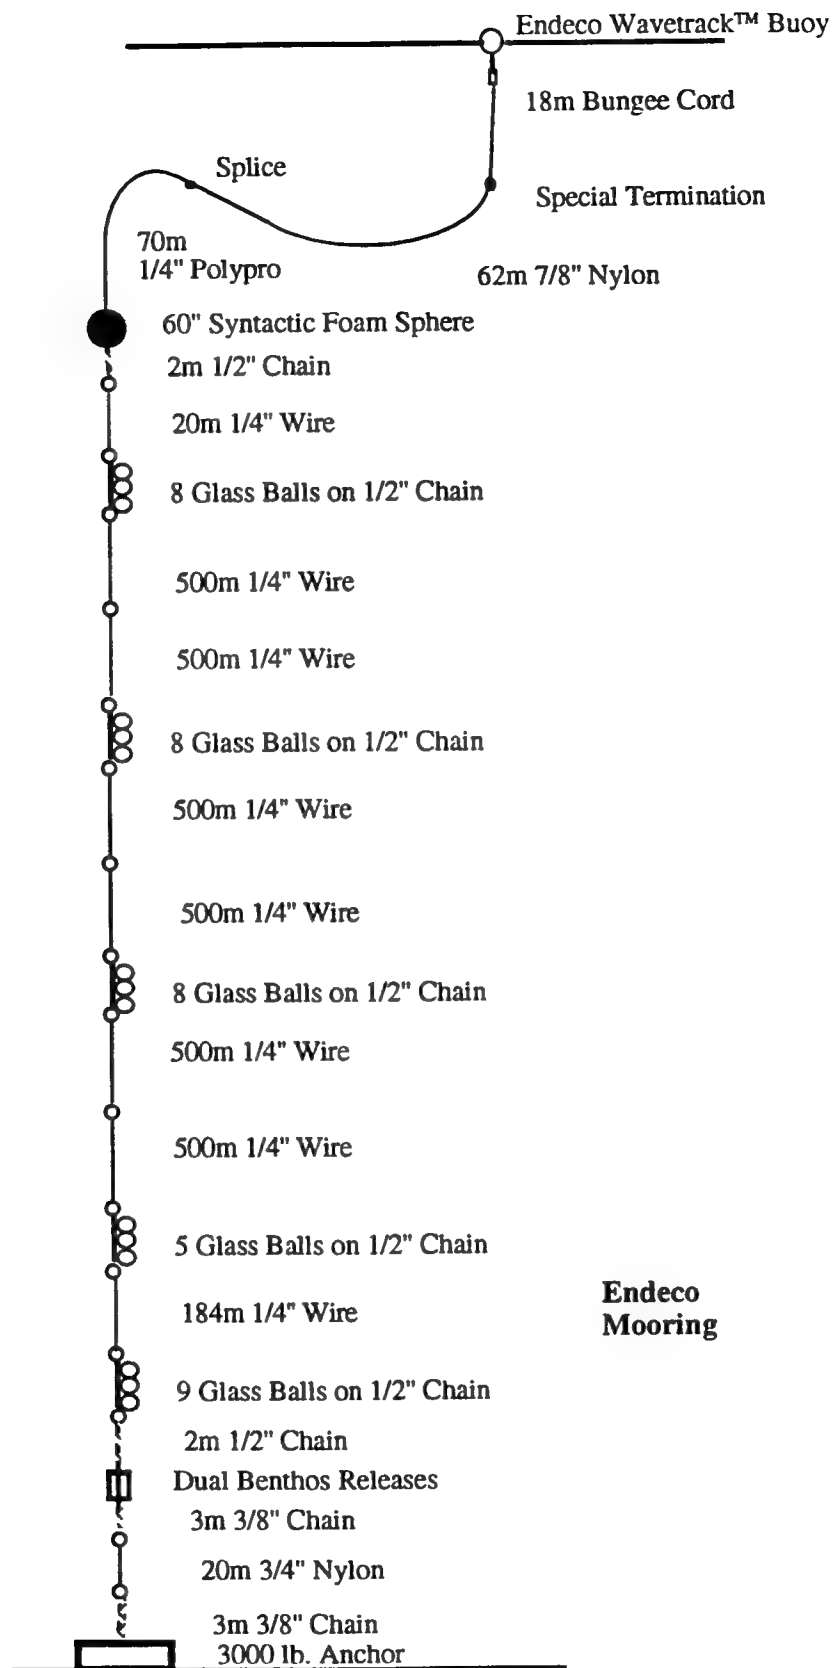 Endeco Wavetrack™ Buoy
18m Bungee Cord
Splice
Special Termination
70m
1/4" Polypro
62m 7/8" Nylon
60" Syntactic Foam Sphere
2m 1/2" Chain
20m 1/4" Wire
8 Glass Balls on 1/2" Chain
500m 1/4" Wire
500m 1/4" Wire
8 Glass Balls on 1/2" Chain
500m 1/4" Wire
500m 1/4" Wire
8 Glass Balls on 1/2" Chain
500m 1/4" Wire
500m 1/4" Wire
5 Glass Balls on 1/2" Chain
184m 1/4" Wire
Endeco
Mooring
9 Glass Balls on 1/2" Chain
2m 1/2" Chain
Dual Benthos Releases
3m 3/8" Chain
20m 3/4" Nylon
3m 3/8" Chain
3000 lb. Anchor